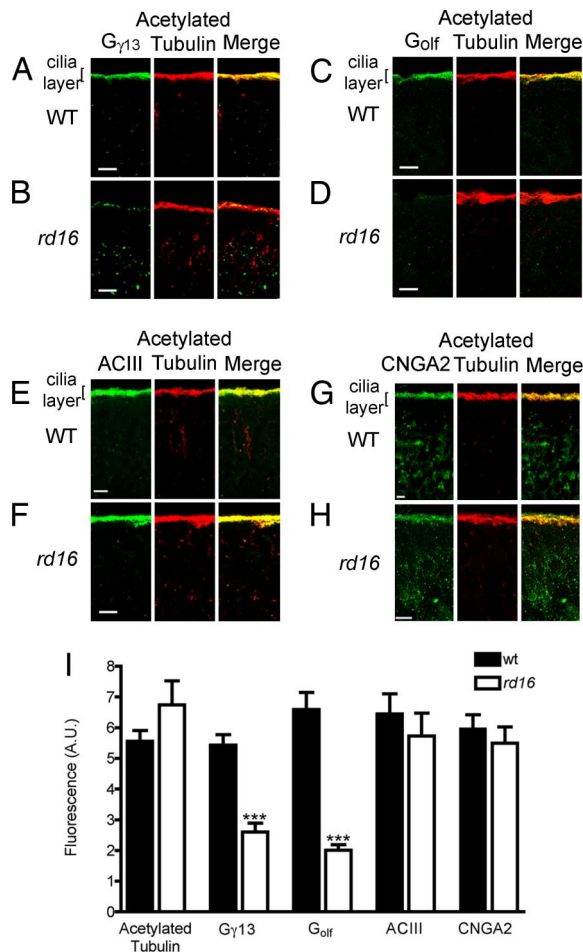 Acetylated
Gγ13 Tubulin Merge
A
cilia
layer
WT
B
rd16
Acetylated
Golf Tubulin Merge
C
cilia
layer
WT
D
rd16
Acetylated
ACIII Tubulin Merge
E
cilia
layer
WT
F
rd16
Acetylated
CNGA2 Tubulin Merge
G
cilia
layer
WT
H
rd16
I
wt
rd16
Fluorescence (A.U.)
8
7
6
5
4
3
2
1
0
***
***
Acetylated
Tubulin
Gγ13
Golf
ACIII
CNGA2